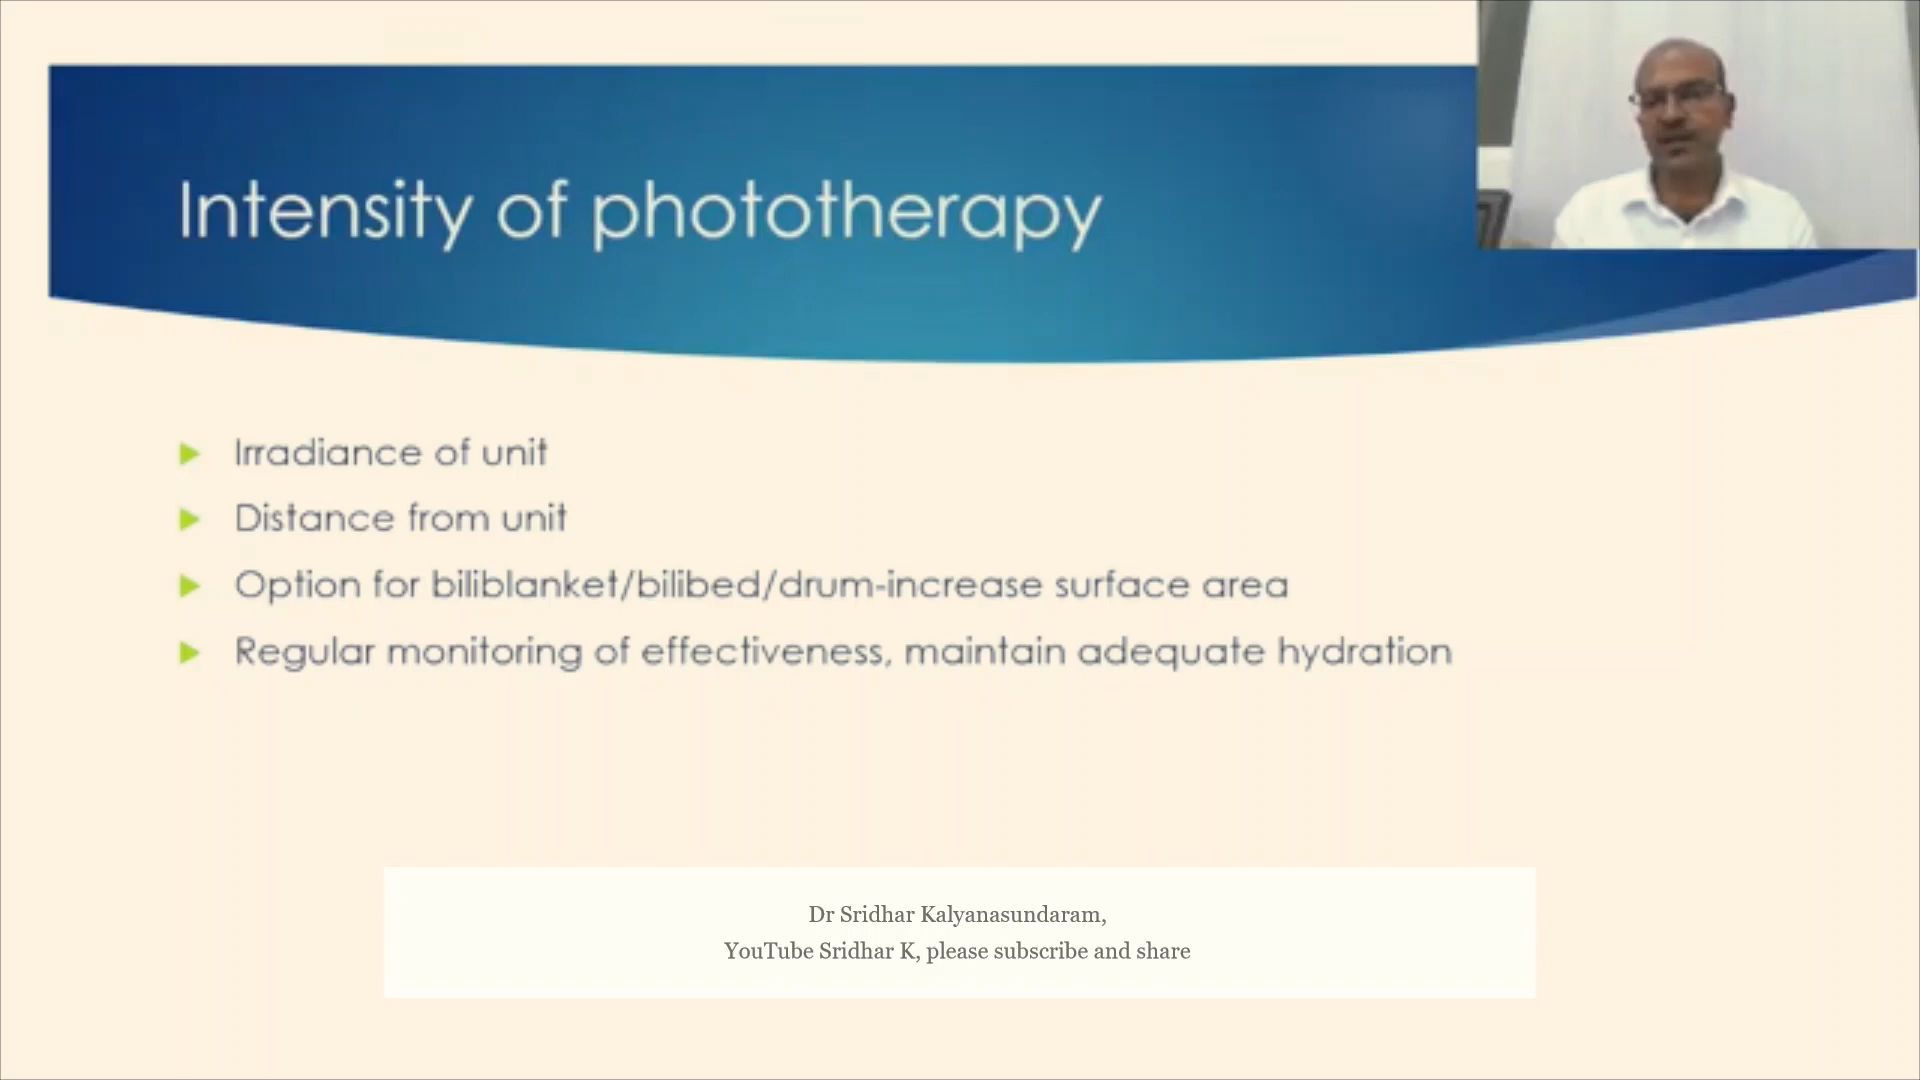 Intensity of phototherapy
Irradiance of unit
Distance from unit
Option for biliblanket/bilibed/drum-increase surface area
Regular monitoring of effectiveness, maintain adequate hydration
Dr Sridhar Kalyanasundaram,
YouTube Sridhar K, please subscribe and share